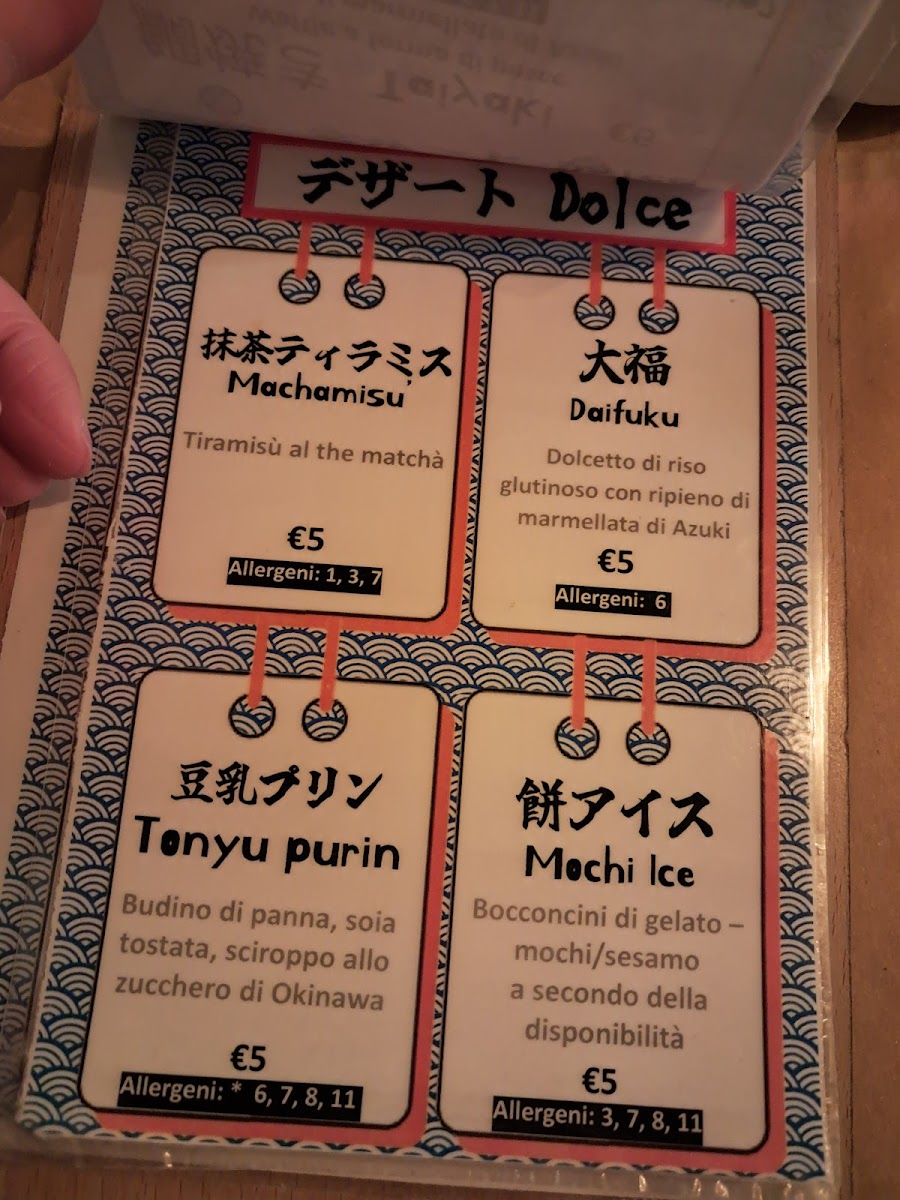 デザート Dolce
抹茶ティラミス
Machamisù
Tiramisù al the matchà
€5
Allergeni: 1, 3, 7
大福
Daifuku
Dolcetto di riso
glutinoso con ripieno di
marmellata di Azuki
€5
Allergeni: 6
豆乳プリン
Tonyu purin
Budino di panna, soia
tostata, sciroppo allo
zucchero di Okinawa
€5
Allergeni: * 6, 7, 8, 11
餅アイス
Mochi Ice
Bocconcini di gelato –
mochi/sesamo
a secondo della
disponibilità
€5
Allergeni: 3, 7, 8, 11